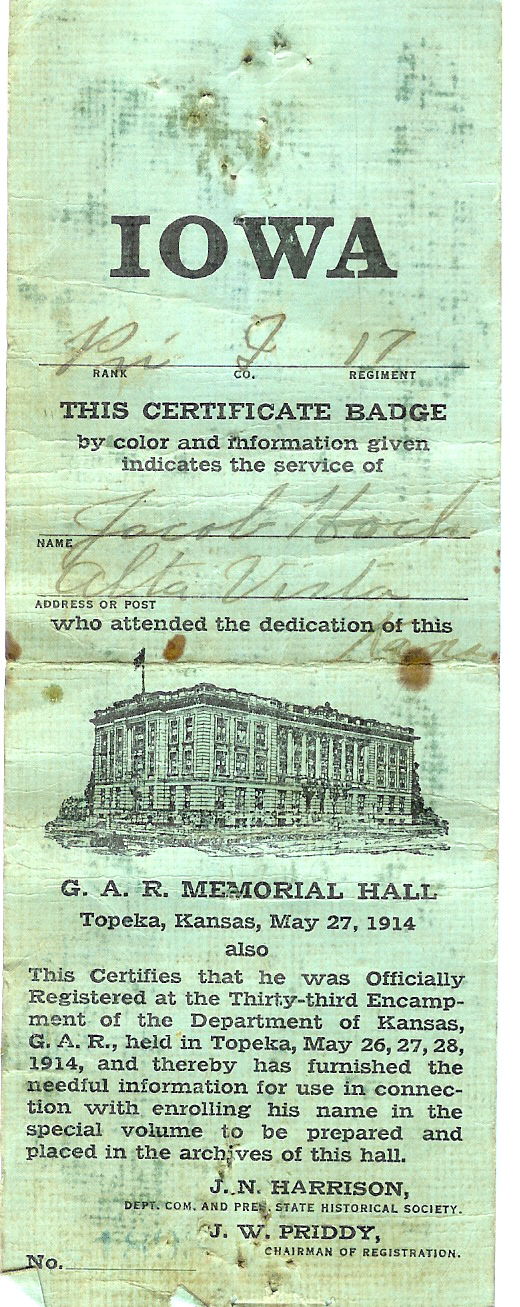 IOWA
Pri I 17
RANK CO. REGIMENT
THIS CERTIFICATE BADGE
by color and information given
indicates the service of
Jacob Hoch
NAME
Alta Vista
ADDRESS OR POST
who attended the dedication of this
Kans
G. A. R. MEMORIAL HALL
Topeka, Kansas, May 27, 1914
also
This Certifies that he was Officially
Registered at the Thirty-third Encamp-
ment of the Department of Kansas,
G. A. R., held in Topeka, May 26, 27, 28,
1914, and thereby has furnished the
needful information for use in connec-
tion with enrolling his name in the
special volume to be prepared and
placed in the archives of this hall.
J. N. HARRISON,
DEPT. COM. AND PRES. STATE HISTORICAL SOCIETY.
J. W. PRIDDY,
CHAIRMAN OF REGISTRATION.
No.